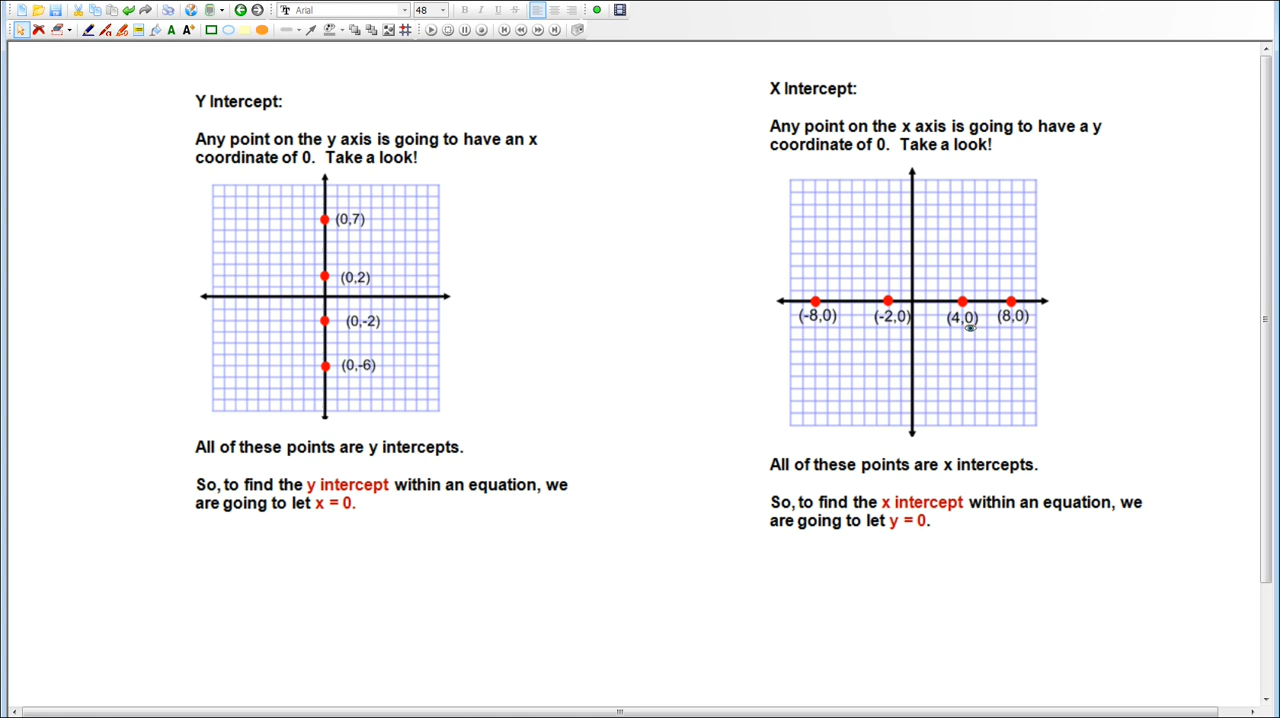 Arial
48
Y Intercept:
Any point on the y axis is going to have an x
coordinate of 0.  Take a look!
(0,7)
(0,2)
(0,-2)
(0,-6)
All of these points are y intercepts.
So, to find the y intercept within an equation, we
are going to let x = 0.
X Intercept:
Any point on the x axis is going to have a y
coordinate of 0.  Take a look!
(-8,0) (-2,0) (4,0) (8,0)
All of these points are x intercepts.
So, to find the x intercept within an equation, we
are going to let y = 0.